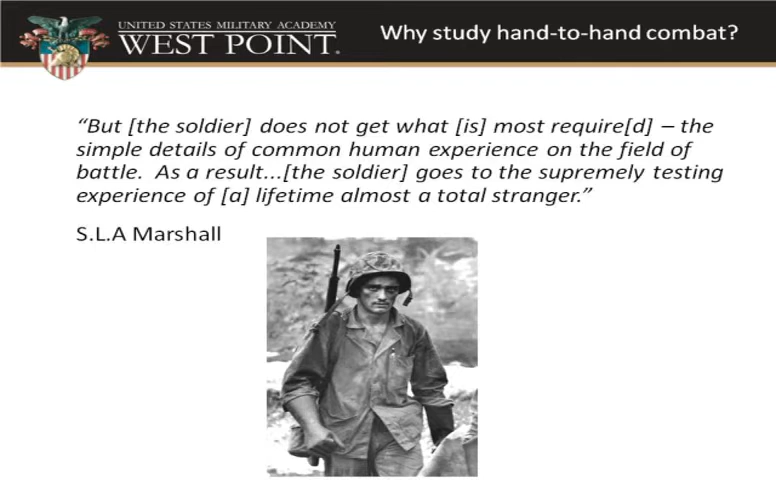 UNITED STATES MILITARY ACADEMY
WEST POINT.
Why study hand-to-hand combat?
“But [the soldier] does not get what [is] most require[d] – the
simple details of common human experience on the field of
battle.  As a result...[the soldier] goes to the supremely testing
experience of [a] lifetime almost a total stranger.”
S.L.A Marshall